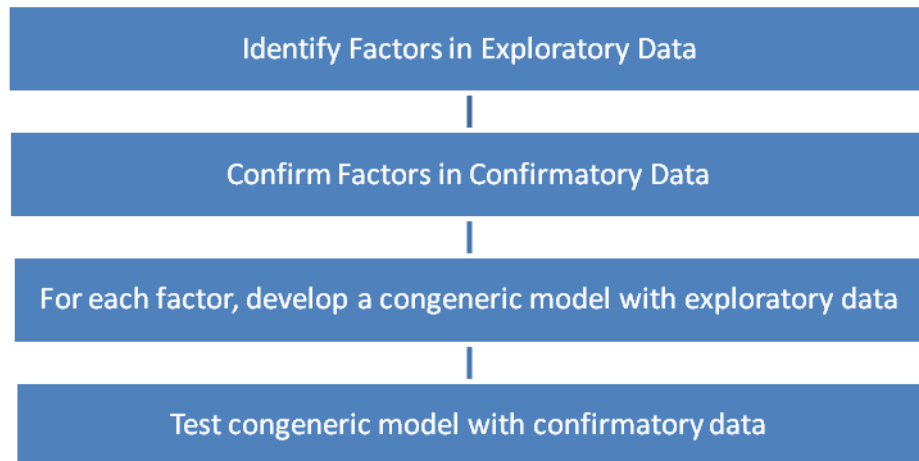 Identify Factors in Exploratory Data
Confirm Factors in Confirmatory Data
For each factor, develop a congeneric model with exploratory data
Test congeneric model with confirmatory data